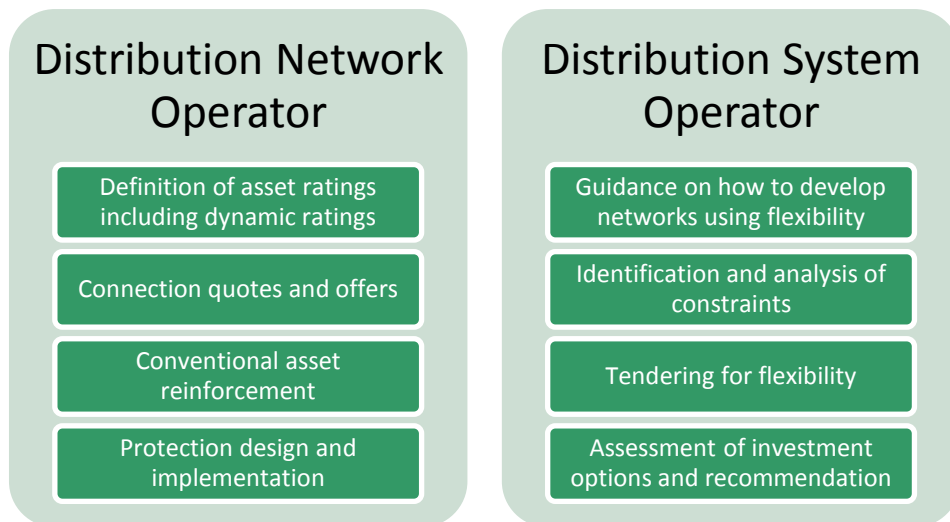 Distribution Network
Operator
Definition of asset ratings
including dynamic ratings
Connection quotes and offers
Conventional asset
reinforcement
Protection design and
implementation
Distribution System
Operator
Guidance on how to develop
networks using flexibility
Identification and analysis of
constraints
Tendering for flexibility
Assessment of investment
options and recommendation